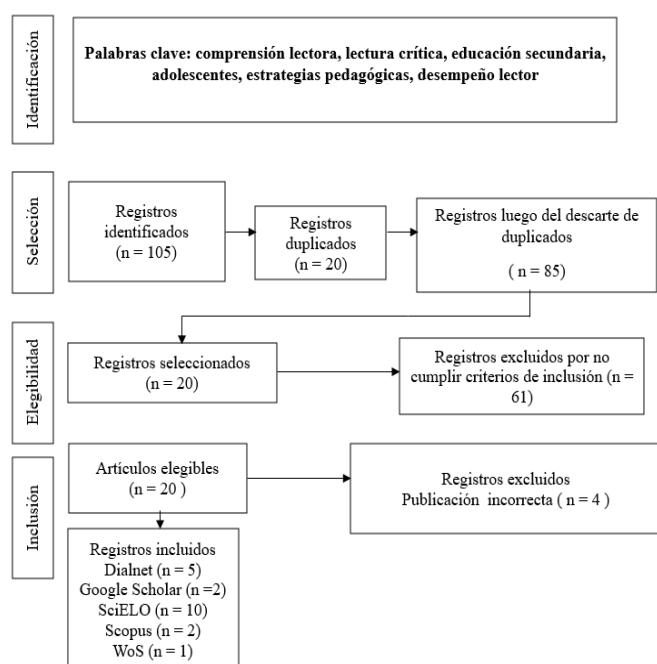 Identificación
Palabras clave: comprensión lectora, lectura crítica, educación secundaria,
adolescentes, estrategias pedagógicas, desempeño lector
Selección
Registros
identificados
(n = 105)
Registros
duplicados
(n = 20)
Registros luego del descarte de
duplicados
( n = 85)
Elegibilidad
Registros seleccionados
(n = 20)
Registros excluidos por no
cumplir criterios de inclusión (n =
61)
Inclusión
Artículos elegibles
(n = 20 )
Registros excluidos
Publicación incorrecta ( n = 4 )
Registros incluidos
Dialnet (n = 5)
Google Scholar (n =2)
SciELO (n = 10)
Scopus (n = 2)
WoS (n = 1)